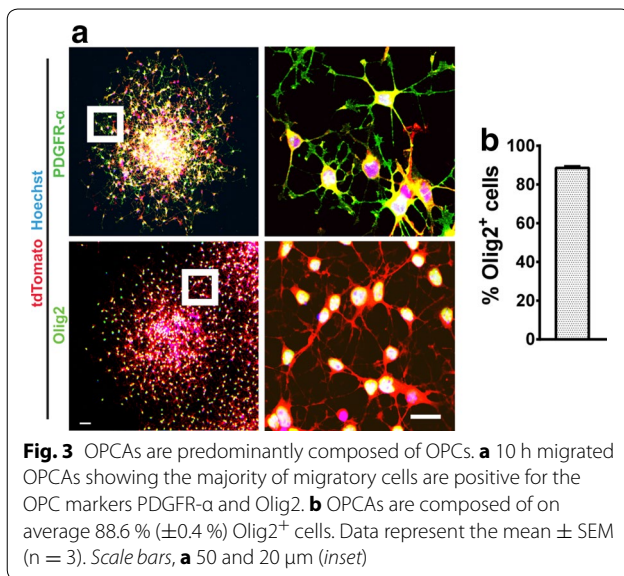 a
tdTomato Hoechst
PDGFR-α
Olig2
b
% Olig2+ cells
100
80
60
40
20
0
Fig. 3 OPCAs are predominantly composed of OPCs. a 10 h migrated
OPCAs showing the majority of migratory cells are positive for the
OPC markers PDGFR-α and Olig2. b OPCAs are composed of on
average 88.6 % (±0.4 %) Olig2+ cells. Data represent the mean ± SEM
(n = 3). Scale bars, a 50 and 20 μm (inset)